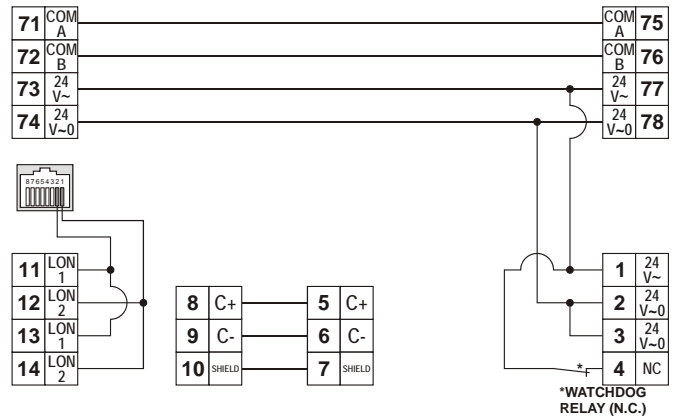 71 COM A
COM A 75
72 COM B
COM B 76
73 24 V~
24 V~ 77
74 24 V~0
24 V~0 78
87654321
11 LON 1
12 LON 2
13 LON 1
14 LON 2
8 C+
5 C+
9 C-
6 C-
10 SHIELD
7 SHIELD
1 24 V~
2 24 V~0
3 24 V~0
* 4 NC
*WATCHDOG
RELAY (N.C.)